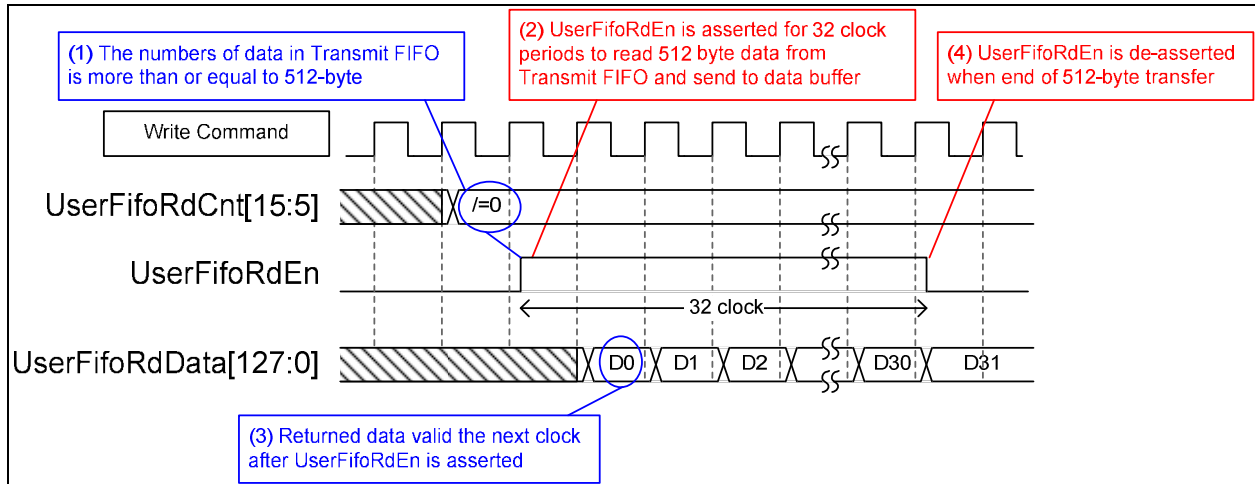 (1) The numbers of data in Transmit FIFO
is more than or equal to 512-byte
(2) UserFifoRdEn is asserted for 32 clock
periods to read 512 byte data from
Transmit FIFO and send to data buffer
(4) UserFifoRdEn is de-asserted
when end of 512-byte transfer
Write Command
UserFifoRdCnt[15:5]
/=0
UserFifoRdEn
32 clock
UserFifoRdData[127:0]
D0 D1 D2 D30 D31
(3) Returned data valid the next clock
after UserFifoRdEn is asserted